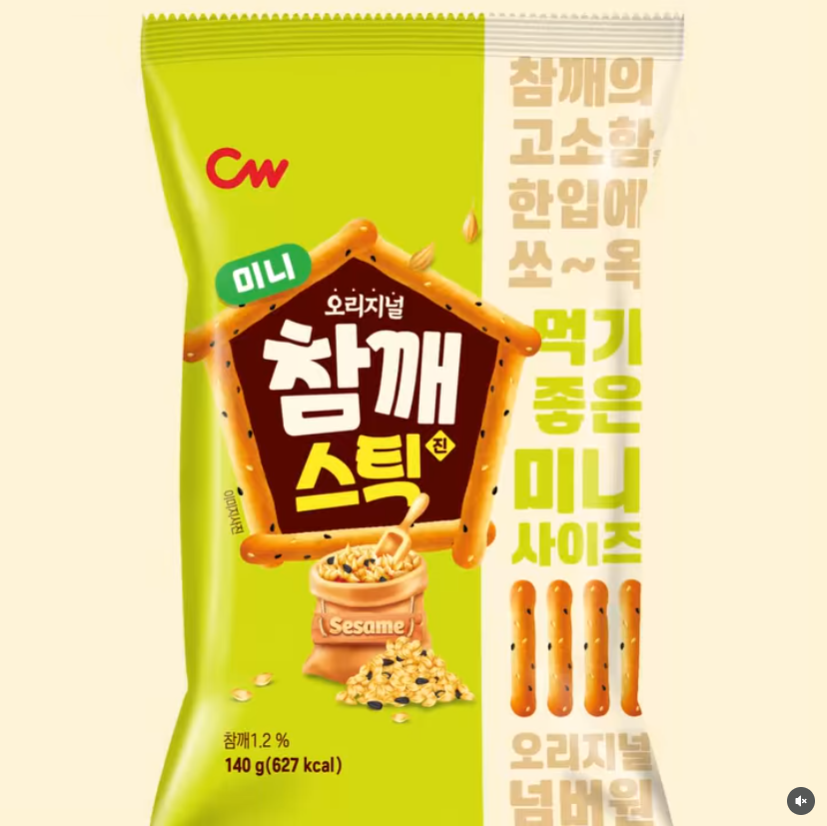 CW
미니
오리지널
참깨
스틱
진
이미지사진
Sesame
참깨1.2 %
140 g(627 kcal)
참깨의
고소함
한입에
쏘~옥
먹기
좋은
미니
사이즈
오리지널
넘버원